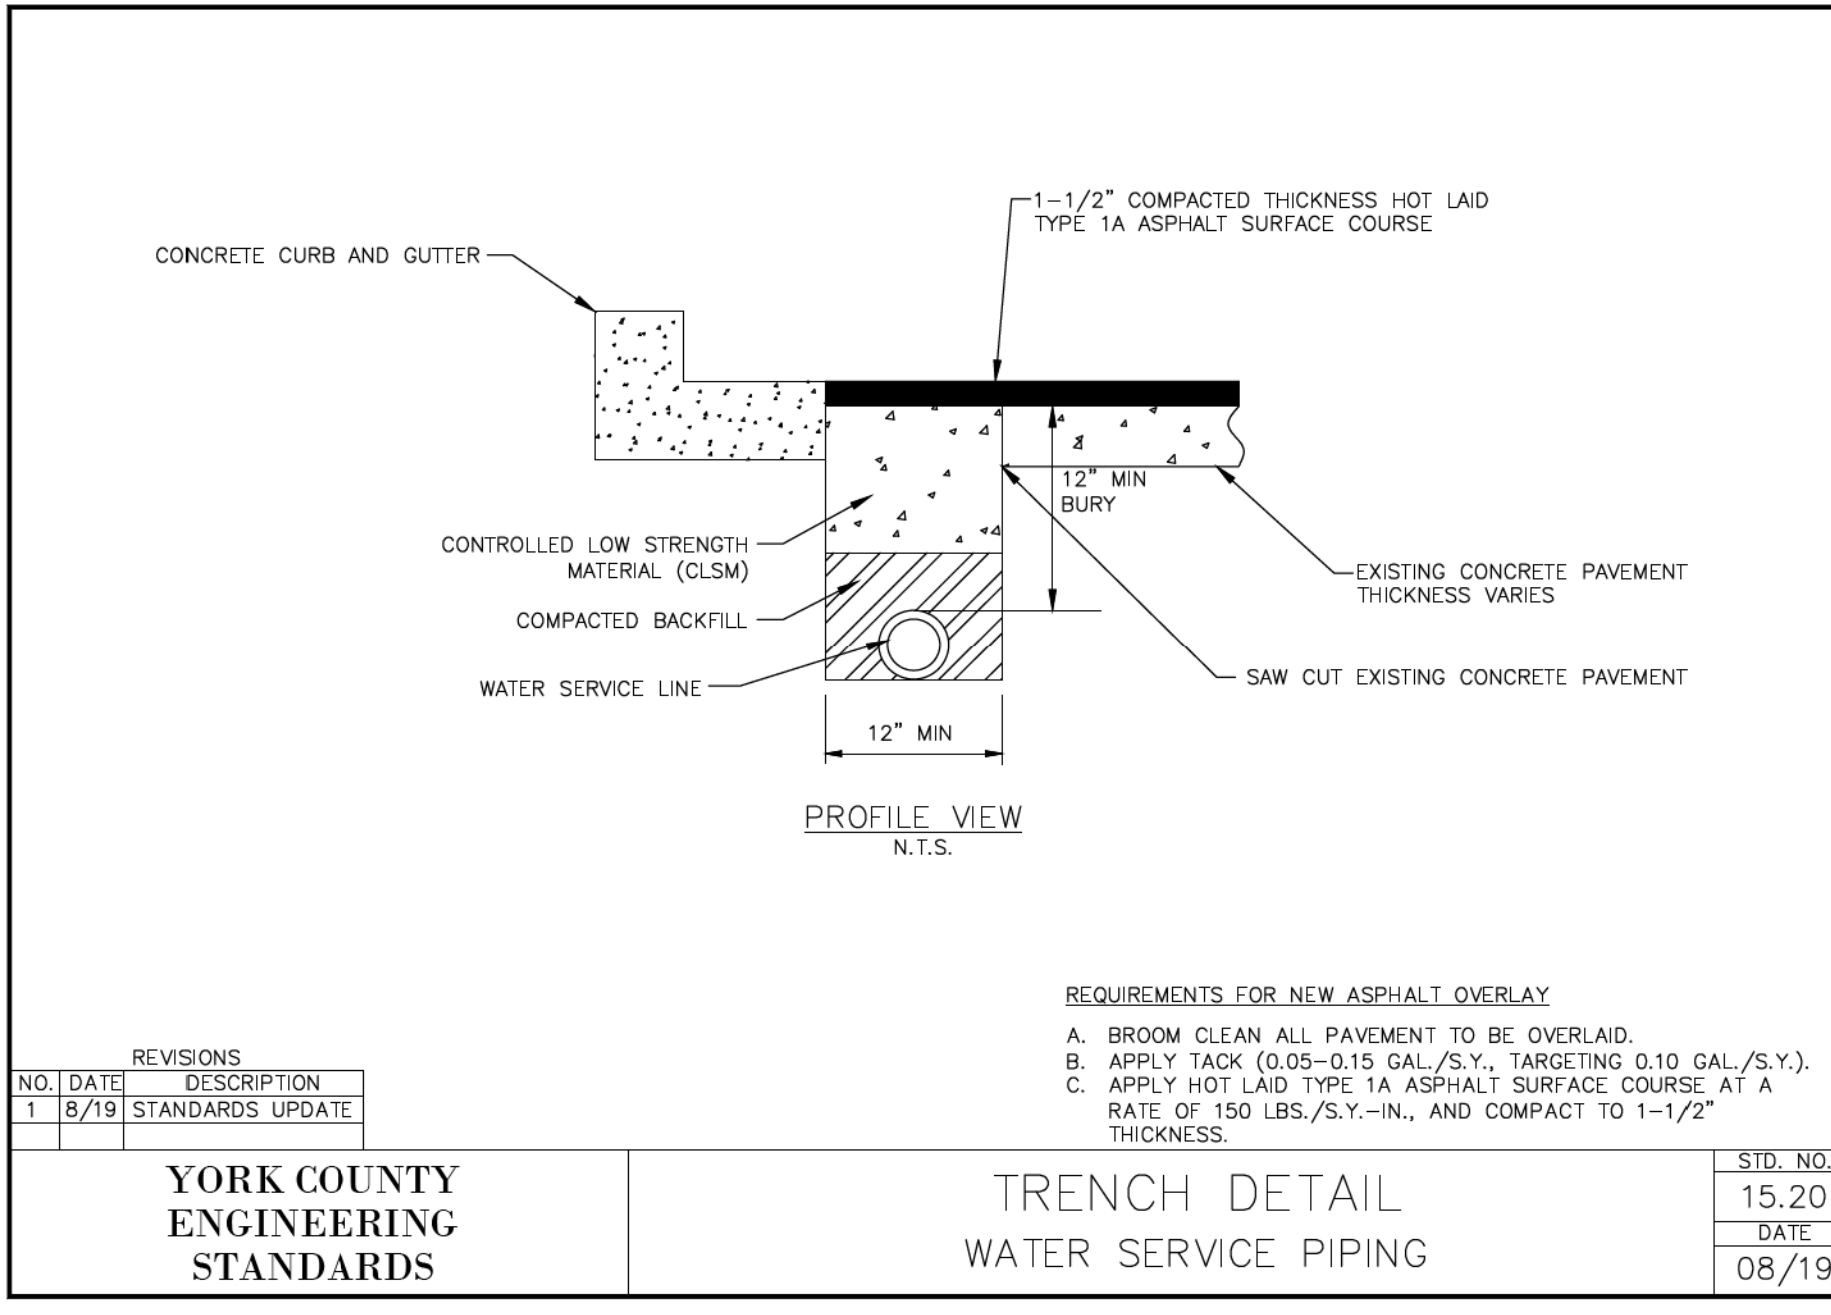 1-1/2" COMPACTED THICKNESS HOT LAID
TYPE 1A ASPHALT SURFACE COURSE
CONCRETE CURB AND GUTTER
12" MIN
BURY
CONTROLLED LOW STRENGTH
MATERIAL (CLSM)
EXISTING CONCRETE PAVEMENT
THICKNESS VARIES
COMPACTED BACKFILL
WATER SERVICE LINE
SAW CUT EXISTING CONCRETE PAVEMENT
12" MIN
PROFILE VIEW
N.T.S.
REQUIREMENTS FOR NEW ASPHALT OVERLAY
A. BROOM CLEAN ALL PAVEMENT TO BE OVERLAID.
B. APPLY TACK (0.05-0.15 GAL./S.Y., TARGETING 0.10 GAL./S.Y.).
C. APPLY HOT LAID TYPE 1A ASPHALT SURFACE COURSE AT A
RATE OF 150 LBS./S.Y.-IN., AND COMPACT TO 1-1/2"
THICKNESS.
REVISIONS
NO. DATE DESCRIPTION
1 8/19 STANDARDS UPDATE
YORK COUNTY
ENGINEERING
STANDARDS
TRENCH DETAIL
WATER SERVICE PIPING
STD. NO.
15.20
DATE
08/19